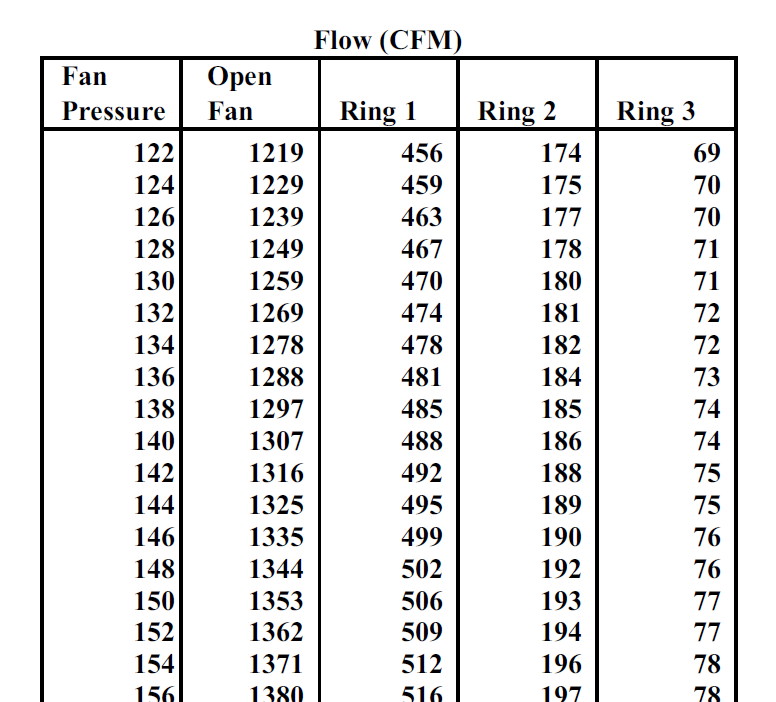 Flow (CFM)
Fan Pressure Open Fan Ring 1 Ring 2 Ring 3
122 1219 456 174 69
124 1229 459 175 70
126 1239 463 177 70
128 1249 467 178 71
130 1259 470 180 71
132 1269 474 181 72
134 1278 478 182 72
136 1288 481 184 73
138 1297 485 185 74
140 1307 488 186 74
142 1316 492 188 75
144 1325 495 189 75
146 1335 499 190 76
148 1344 502 192 76
150 1353 506 193 77
152 1362 509 194 77
154 1371 512 196 78
156 1380 516 197 78